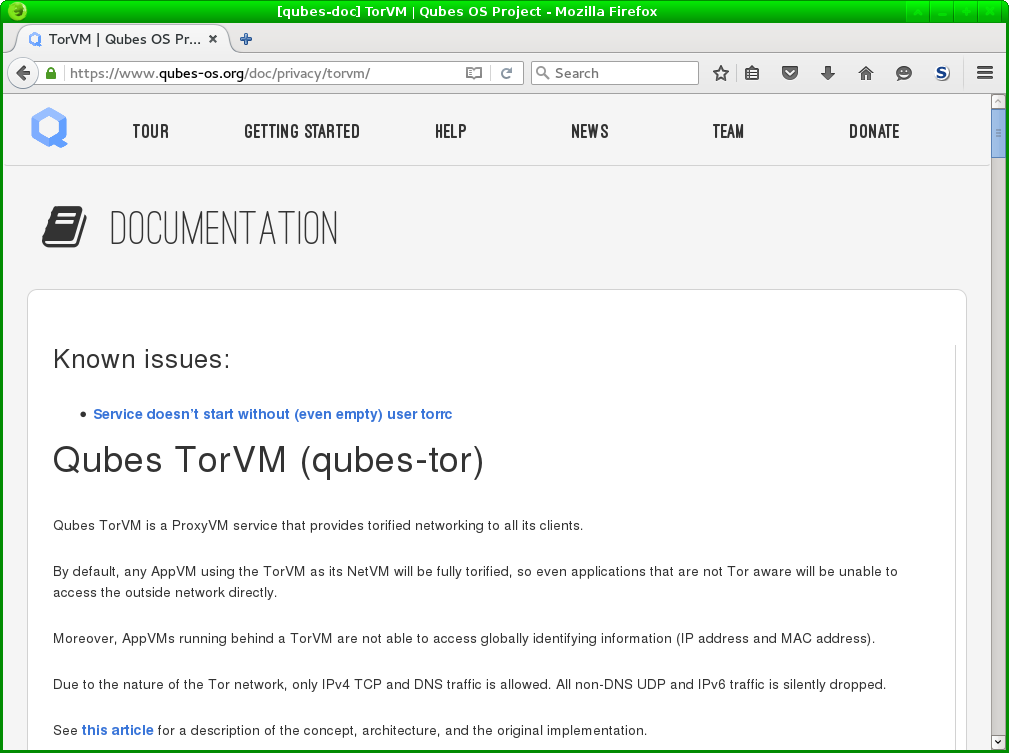 [qubes-doc] TorVM | Qubes OS Project - Mozilla Firefox
TorVM | Qubes OS Pr...
https://www.qubes-os.org/doc/privacy/torvm/
Search
S
TOUR GETTING STARTED HELP NEWS TEAM DONATE
DOCUMENTATION
Known issues:
• Service doesn't start without (even empty) user torrc
Qubes TorVM (qubes-tor)
Qubes TorVM is a ProxyVM service that provides torified networking to all its clients.
By default, any AppVM using the TorVM as its NetVM will be fully torified, so even applications that are not Tor aware will be unable to
access the outside network directly.
Moreover, AppVMs running behind a TorVM are not able to access globally identifying information (IP address and MAC address).
Due to the nature of the Tor network, only IPv4 TCP and DNS traffic is allowed. All non-DNS UDP and IPv6 traffic is silently dropped.
See this article for a description of the concept, architecture, and the original implementation.